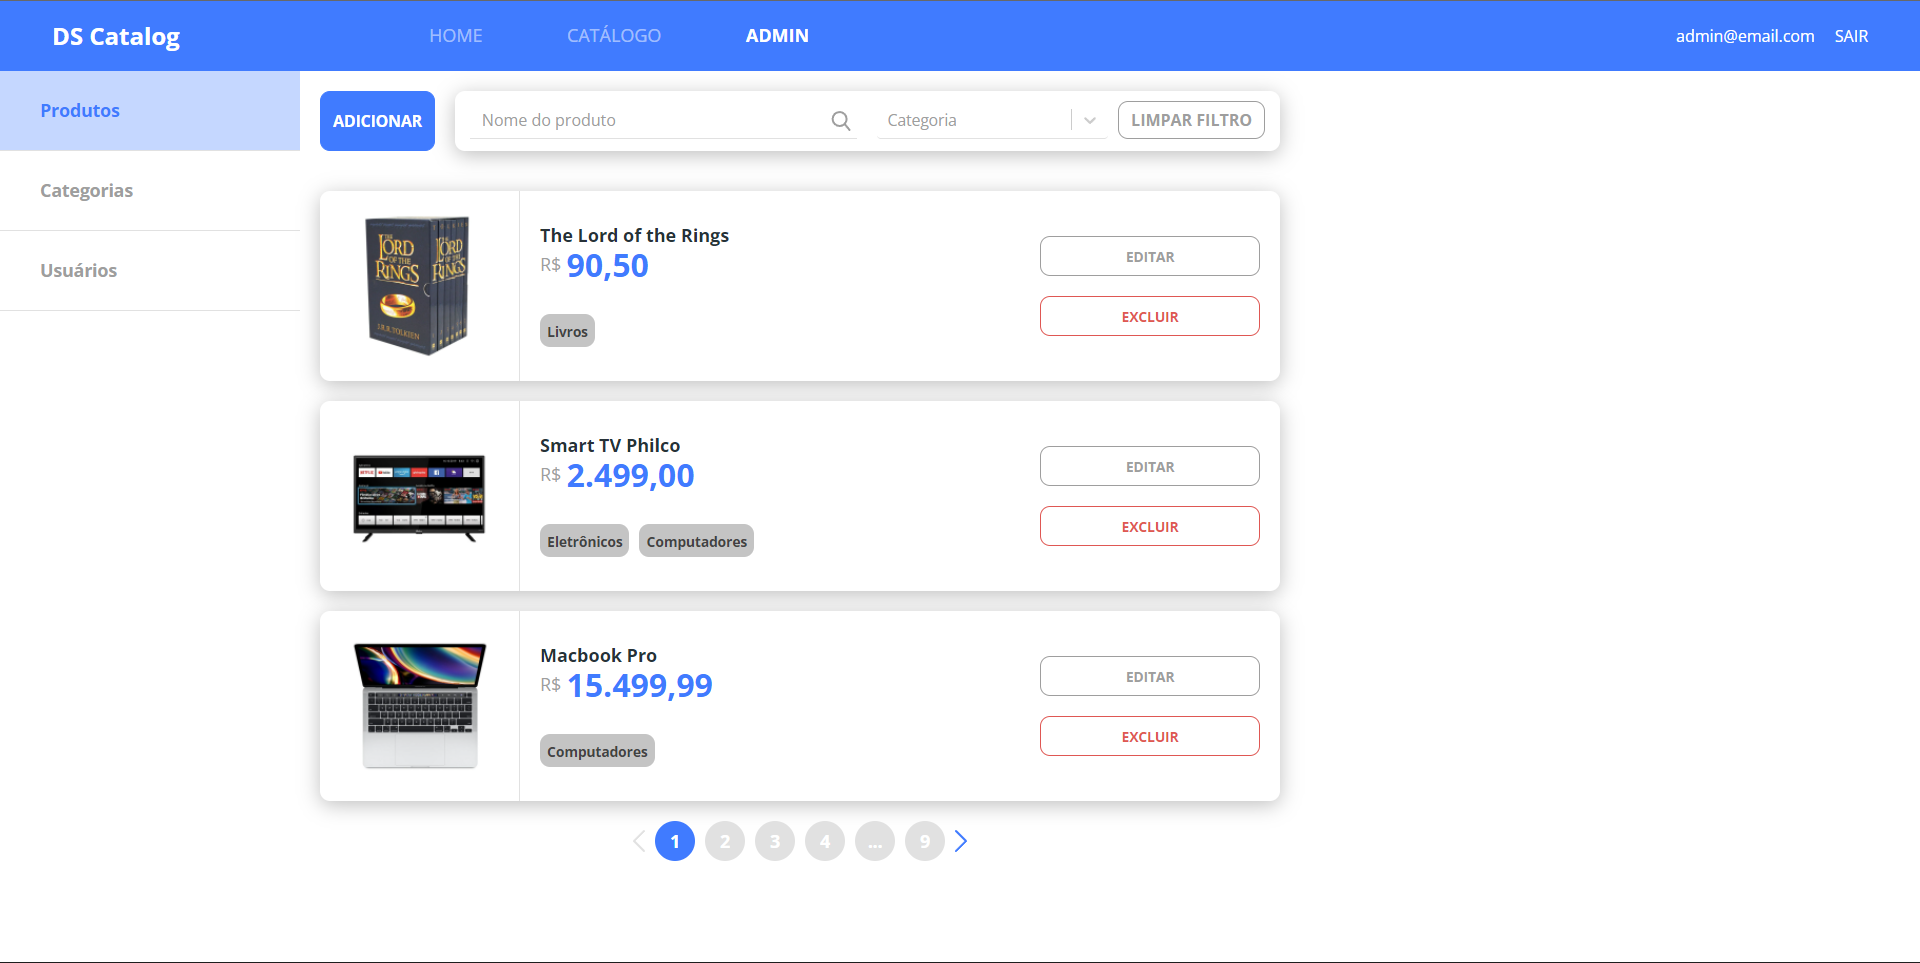 DS Catalog
HOME
CATÁLOGO
ADMIN
admin@email.com
SAIR
Produtos
Categorias
Usuários
ADICIONAR
Nome do produto
Categoria
LIMPAR FILTRO
THE LORD OF THE RINGS
J.R.R. TOLKIEN
LORD
OF THE
RINGS
The Lord of the Rings
R$ 90,50
Livros
EDITAR
EXCLUIR
Smart TV Philco
R$ 2.499,00
Eletrônicos
Computadores
EDITAR
EXCLUIR
Macbook Pro
R$ 15.499,99
Computadores
EDITAR
EXCLUIR
1 2 3 4 ... 9